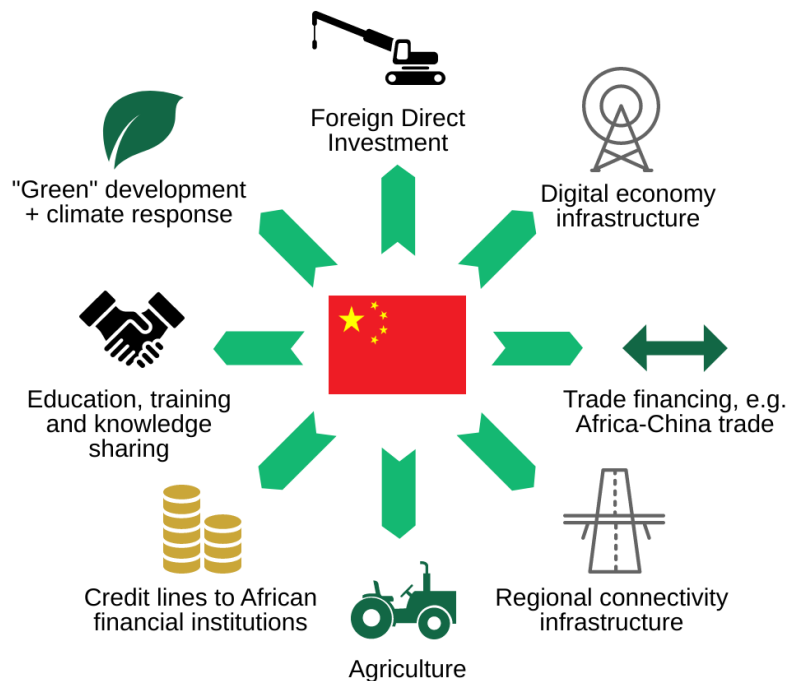 Foreign Direct
Investment
"Green" development
+ climate response
Digital economy
infrastructure
Education, training
and knowledge
sharing
Trade financing, e.g.
Africa-China trade
Credit lines to African
financial institutions
Regional connectivity
infrastructure
Agriculture